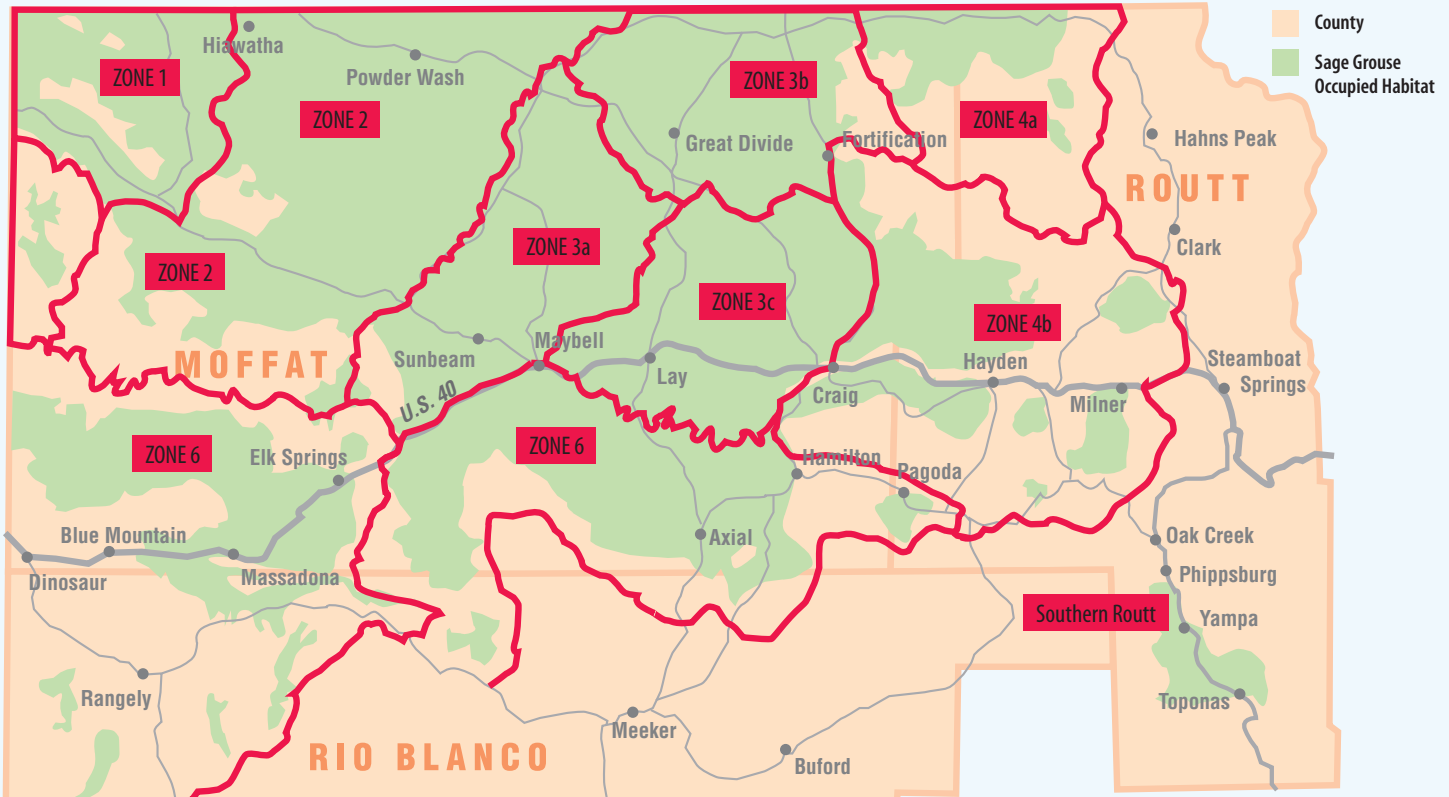 County
Sage Grouse
Occupied Habitat
Hiawatha
ZONE 1
Powder Wash
ZONE 2
ZONE 3b
ZONE 4a
Great Divide
Fortification
Hahns Peak
ROUTT
ZONE 2
ZONE 3a
Clark
ZONE 3c
ZONE 4b
MOFFAT
Sunbeam
Maybell
Lay
Hayden
Steamboat
Springs
U.S. 40
Craig
Milner
ZONE 6
Elk Springs
ZONE 6
Hamilton
Pagoda
Blue Mountain
Axial
Oak Creek
Dinosaur
Massadona
Phippsburg
Southern Routt
Yampa
Rangely
Toponas
Meeker
RIO BLANCO
Buford